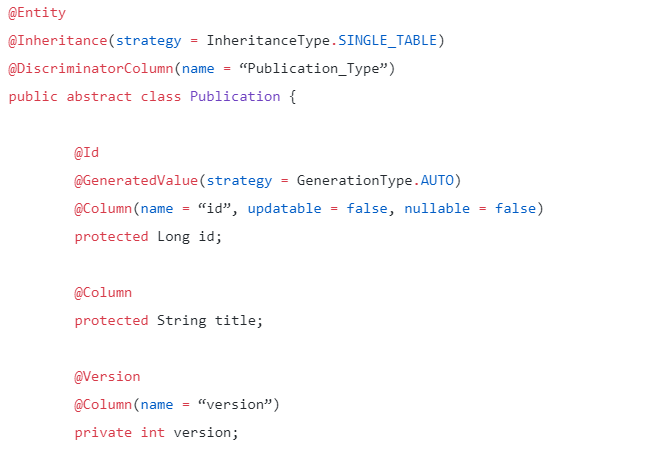 @Entity
@Inheritance(strategy = InheritanceType.SINGLE_TABLE)
@DiscriminatorColumn(name = “Publication_Type”)
public abstract class Publication {
@Id
@GeneratedValue(strategy = GenerationType.AUTO)
@Column(name = “id”, updatable = false, nullable = false)
protected Long id;
@Column
protected String title;
@Version
@Column(name = “version”)
private int version;